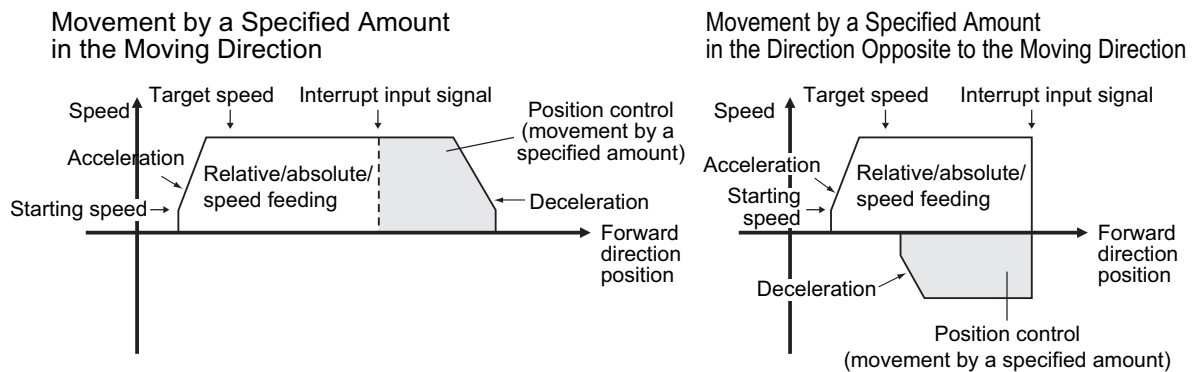 Movement by a Specified Amount
in the Moving Direction
Speed
Target speed
Interrupt input signal
Position control
(movement by a
specified amount)
Acceleration
Relative/absolute/
speed feeding
Starting speed
Deceleration
Forward
direction
position
Movement by a Specified Amount
in the Direction Opposite to the Moving Direction
Speed
Target speed
Interrupt input signal
Acceleration
Relative/absolute/
speed feeding
Starting
speed
Forward
direction
position
Deceleration
Position control
(movement by a specified amount)